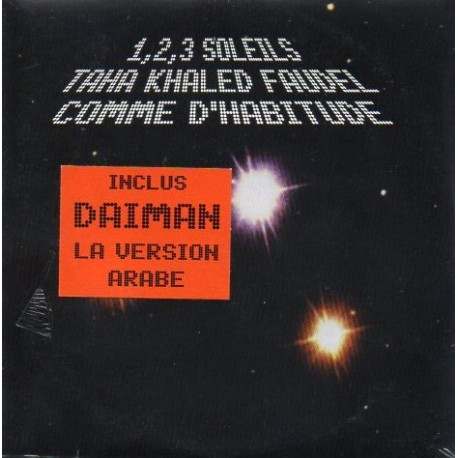 1,2,3 SOLEILS
TAHA KHALED FAUDEL
COMME D'HABITUDE
INCLUS
DAIMAN
LA VERSION
ARABE